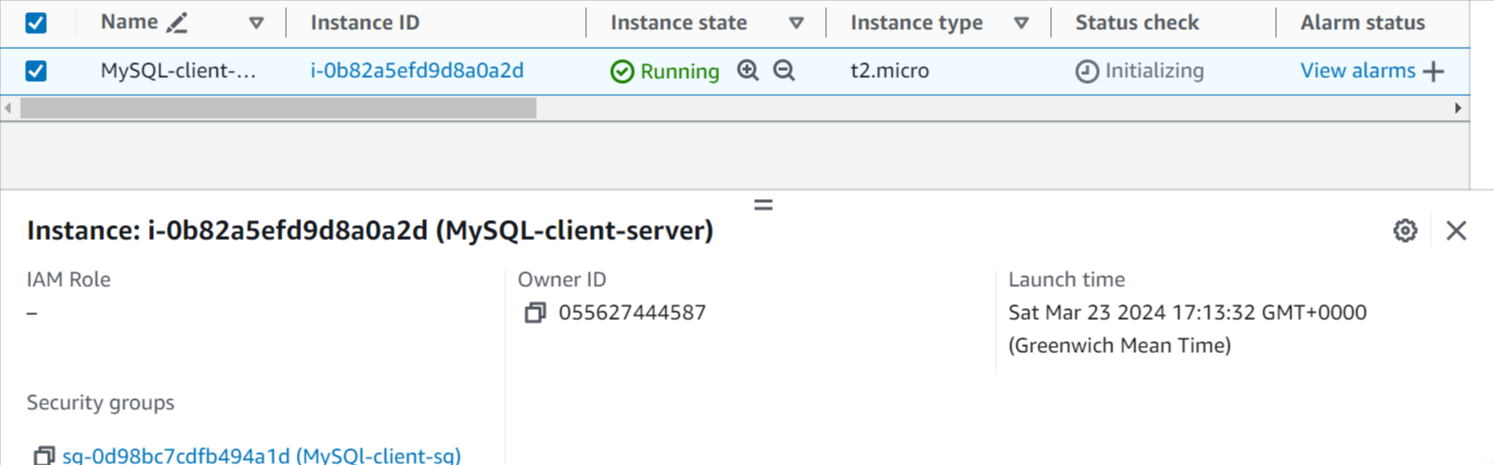 Name Instance ID Instance state Instance type Status check Alarm status
MySQL-client-... i-0b82a5efd9d8a0a2d Running t2.micro Initializing View alarms +
Instance: i-0b82a5efd9d8a0a2d (MySQL-client-server)
IAM Role Owner ID Launch time
– 055627444587 Sat Mar 23 2024 17:13:32 GMT+0000
(Greenwich Mean Time)
Security groups
sg-0d98bc7cdfb494a1d (MySQl-client-sg)